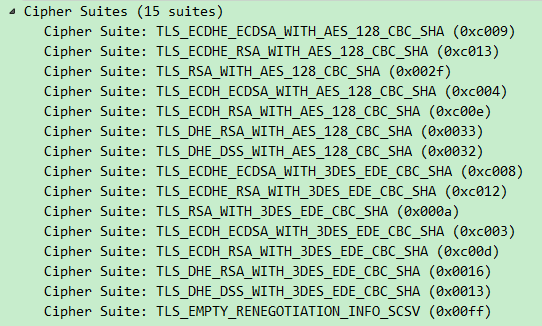 Cipher Suites (15 suites)
Cipher Suite: TLS_ECDHE_ECDSA_WITH_AES_128_CBC_SHA (0xc009)
Cipher Suite: TLS_ECDHE_RSA_WITH_AES_128_CBC_SHA (0xc013)
Cipher Suite: TLS_RSA_WITH_AES_128_CBC_SHA (0x002f)
Cipher Suite: TLS_ECDH_ECDSA_WITH_AES_128_CBC_SHA (0xc004)
Cipher Suite: TLS_ECDH_RSA_WITH_AES_128_CBC_SHA (0xc00e)
Cipher Suite: TLS_DHE_RSA_WITH_AES_128_CBC_SHA (0x0033)
Cipher Suite: TLS_DHE_DSS_WITH_AES_128_CBC_SHA (0x0032)
Cipher Suite: TLS_ECDHE_ECDSA_WITH_3DES_EDE_CBC_SHA (0xc008)
Cipher Suite: TLS_ECDHE_RSA_WITH_3DES_EDE_CBC_SHA (0xc012)
Cipher Suite: TLS_RSA_WITH_3DES_EDE_CBC_SHA (0x000a)
Cipher Suite: TLS_ECDH_ECDSA_WITH_3DES_EDE_CBC_SHA (0xc003)
Cipher Suite: TLS_ECDH_RSA_WITH_3DES_EDE_CBC_SHA (0xc00d)
Cipher Suite: TLS_DHE_RSA_WITH_3DES_EDE_CBC_SHA (0x0016)
Cipher Suite: TLS_DHE_DSS_WITH_3DES_EDE_CBC_SHA (0x0013)
Cipher Suite: TLS_EMPTY_RENEGOTIATION_INFO_SCSV (0x00ff)